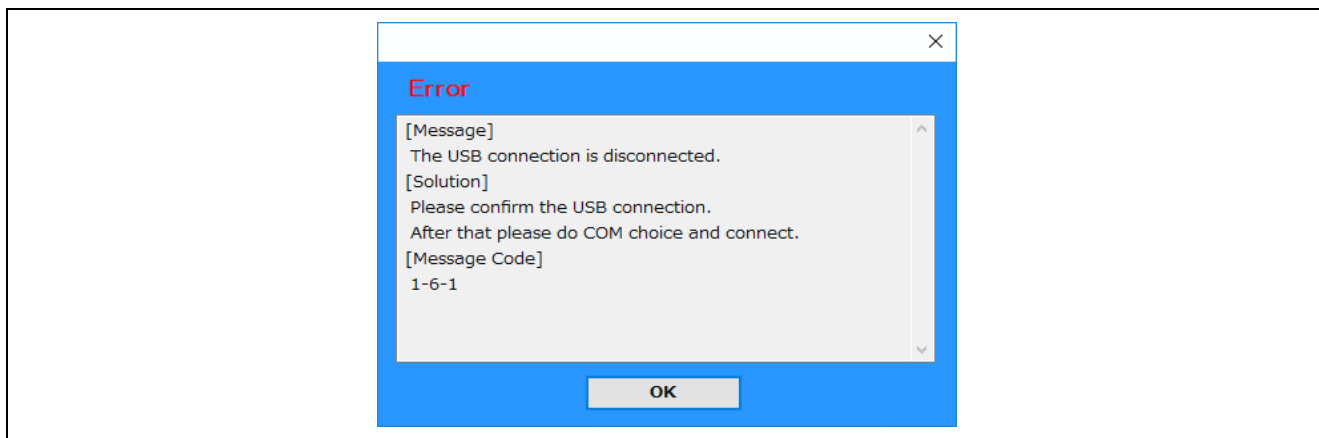 Error
[Message]
The USB connection is disconnected.
[Solution]
Please confirm the USB connection.
After that please do COM choice and connect.
[Message Code]
1-6-1
OK